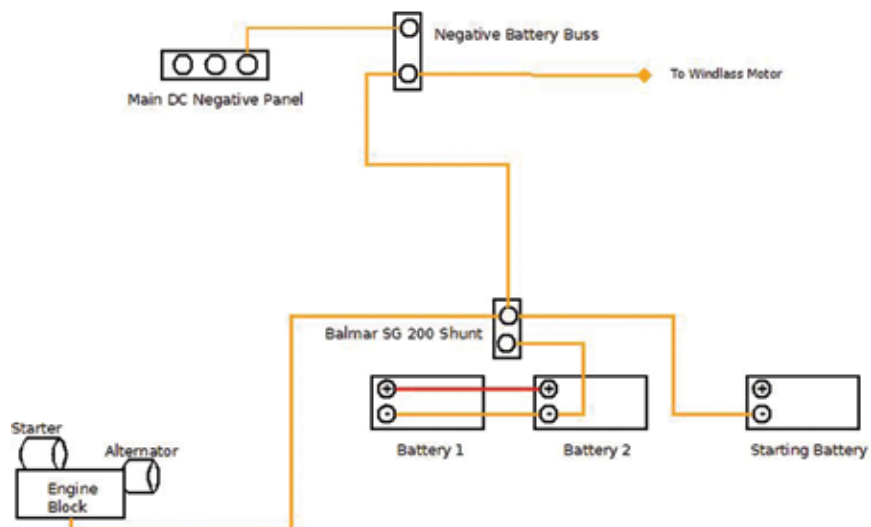 Negative Battery Buss
To Windlass Motor
Main DC Negative Panel
Balmar SG 200 Shunt
+
+
+
-
-
-
Battery 1
Battery 2
Starting Battery
Starter
Alternator
Engine
Block